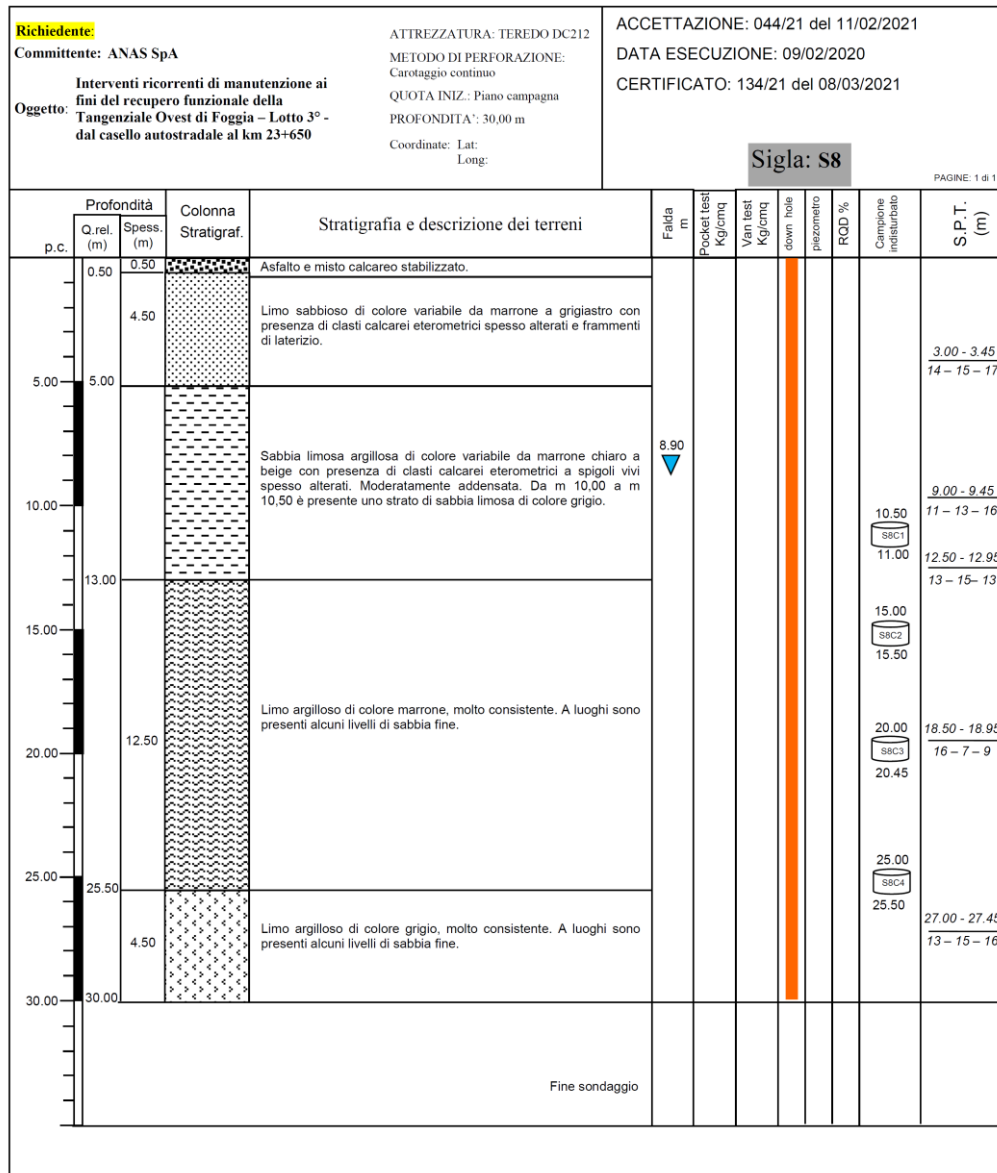 Richiedente:
Committente: ANAS SpA
Oggetto: Interventi ricorrenti di manutenzione ai
fini del recupero funzionale della
Tangenziale Ovest di Foggia – Lotto 3° -
dal casello autostradale al km 23+650
ATTREZZATURA: TEREDO DC212
METODO DI PERFORAZIONE:
Carotaggio continuo
QUOTA INIZ.: Piano campagna
PROFONDITA': 30,00 m
Coordinate: Lat:
Long:
ACCETTAZIONE: 044/21 del 11/02/2021
DATA ESECUZIONE: 09/02/2020
CERTIFICATO: 134/21 del 08/03/2021
Sigla: S8
PAGINE: 1 di 1
p.c.
Profondità
Q.rel.
(m)
Spess.
(m)
Colonna
Stratigraf.
Stratigrafia e descrizione dei terreni
Falda
m
Pocket test
Kg/cmq
Van test
Kg/cmq
down hole
piezometro
RQD %
Campione
indisturbato
S.P.T.
(m)
0.50
0.50
Asfalto e misto calcareo stabilizzato.
4.50
Limo sabbioso di colore variabile da marrone a grigiastro con
presenza di clasti calcarei eterometrici spesso alterati e frammenti
di laterizio.
3.00 - 3.45
14 – 15 – 17
5.00
5.00
Sabbia limosa argillosa di colore variabile da marrone chiaro a
beige con presenza di clasti calcarei eterometrici a spigoli vivi
spesso alterati. Moderatamente addensata. Da m 10,00 a m
10,50 è presente uno strato di sabbia limosa di colore grigio.
8.90
9.00 - 9.45
11 – 13 – 16
10.00
10.50
S8C1
11.00
12.50 - 12.95
13 – 15– 13
13.00
15.00
15.00
S8C2
15.50
Limo argilloso di colore marrone, molto consistente. A luoghi sono
presenti alcuni livelli di sabbia fine.
12.50
18.50 - 18.95
16 – 7 – 9
20.00
20.00
S8C3
20.45
25.00
25.00
S8C4
25.50
25.50
4.50
Limo argilloso di colore grigio, molto consistente. A luoghi sono
presenti alcuni livelli di sabbia fine.
27.00 - 27.45
13 – 15 – 16
30.00
30.00
Fine sondaggio